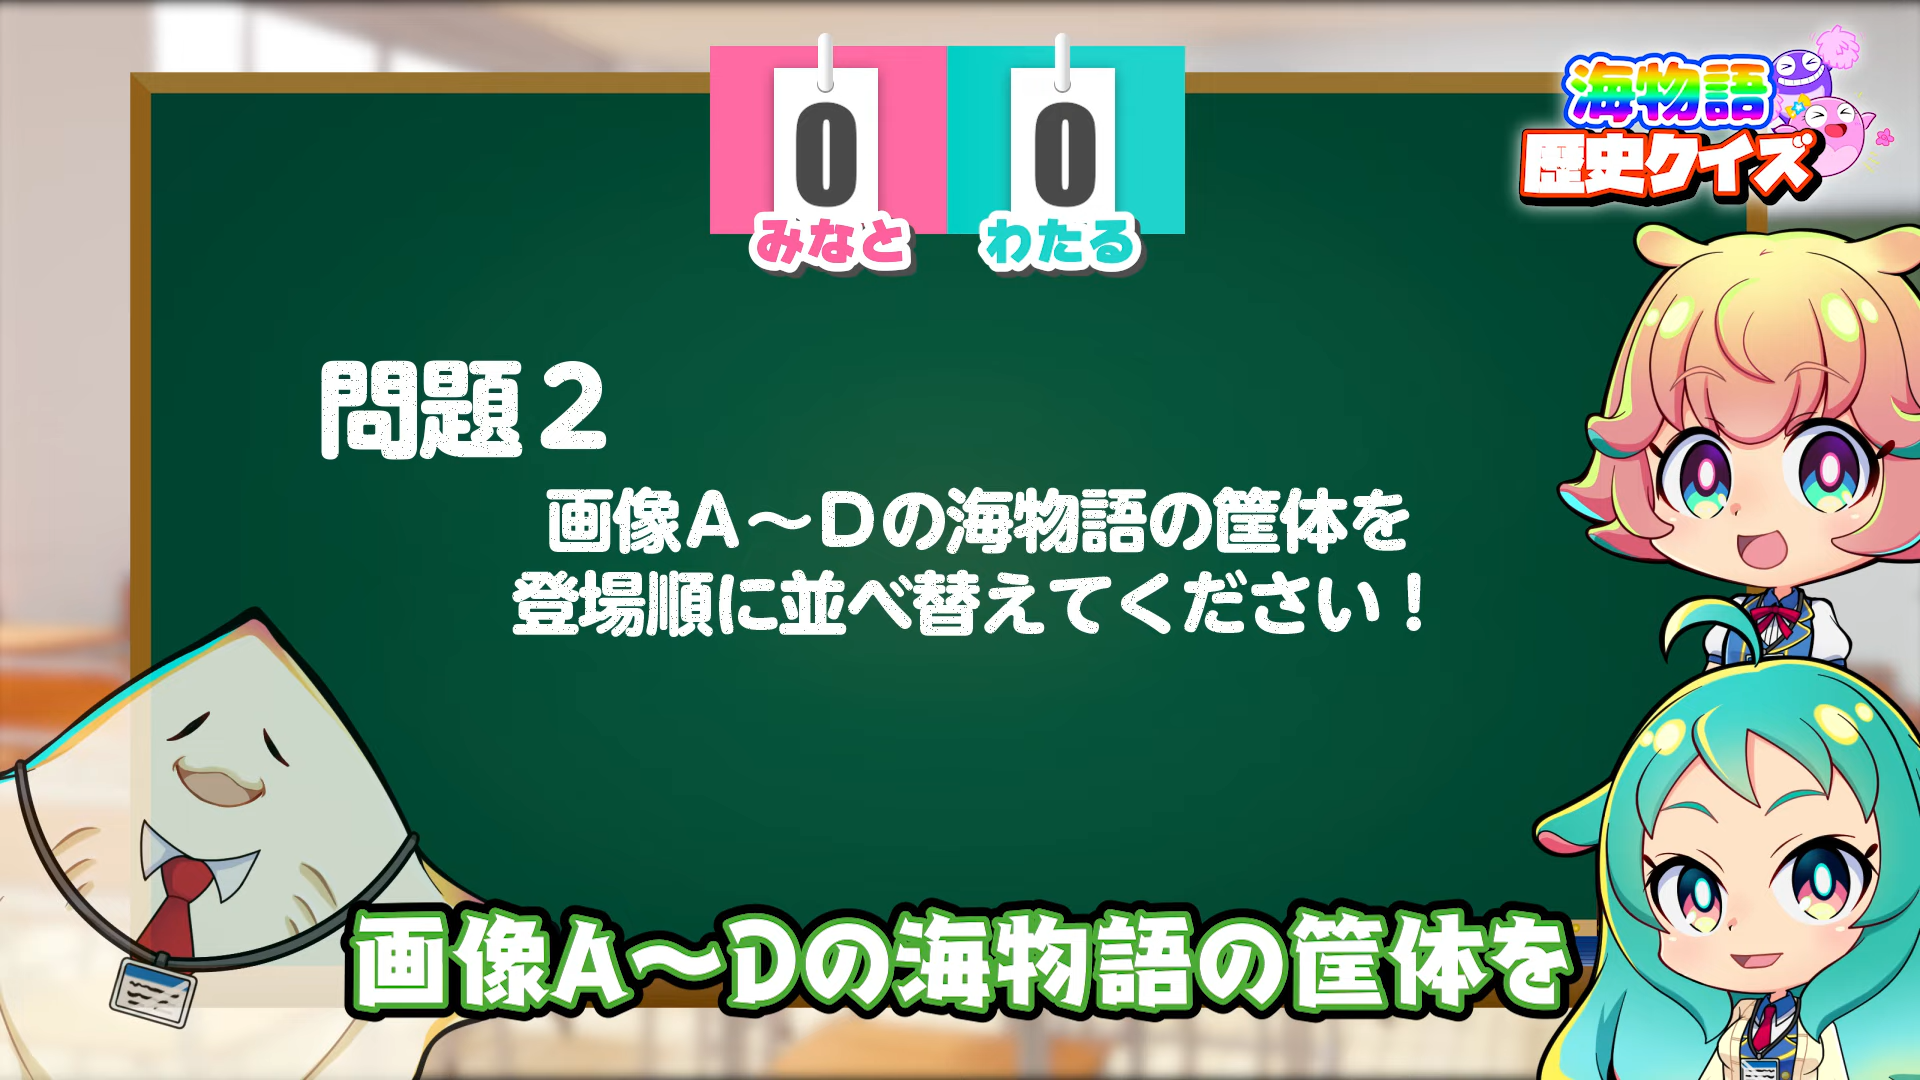 0
0
みなと
わたる
海物語
歴史クイズ
問題2
画像A～Dの海物語の筐体を
登場順に並べ替えてください！
画像A～Dの海物語の筐体を